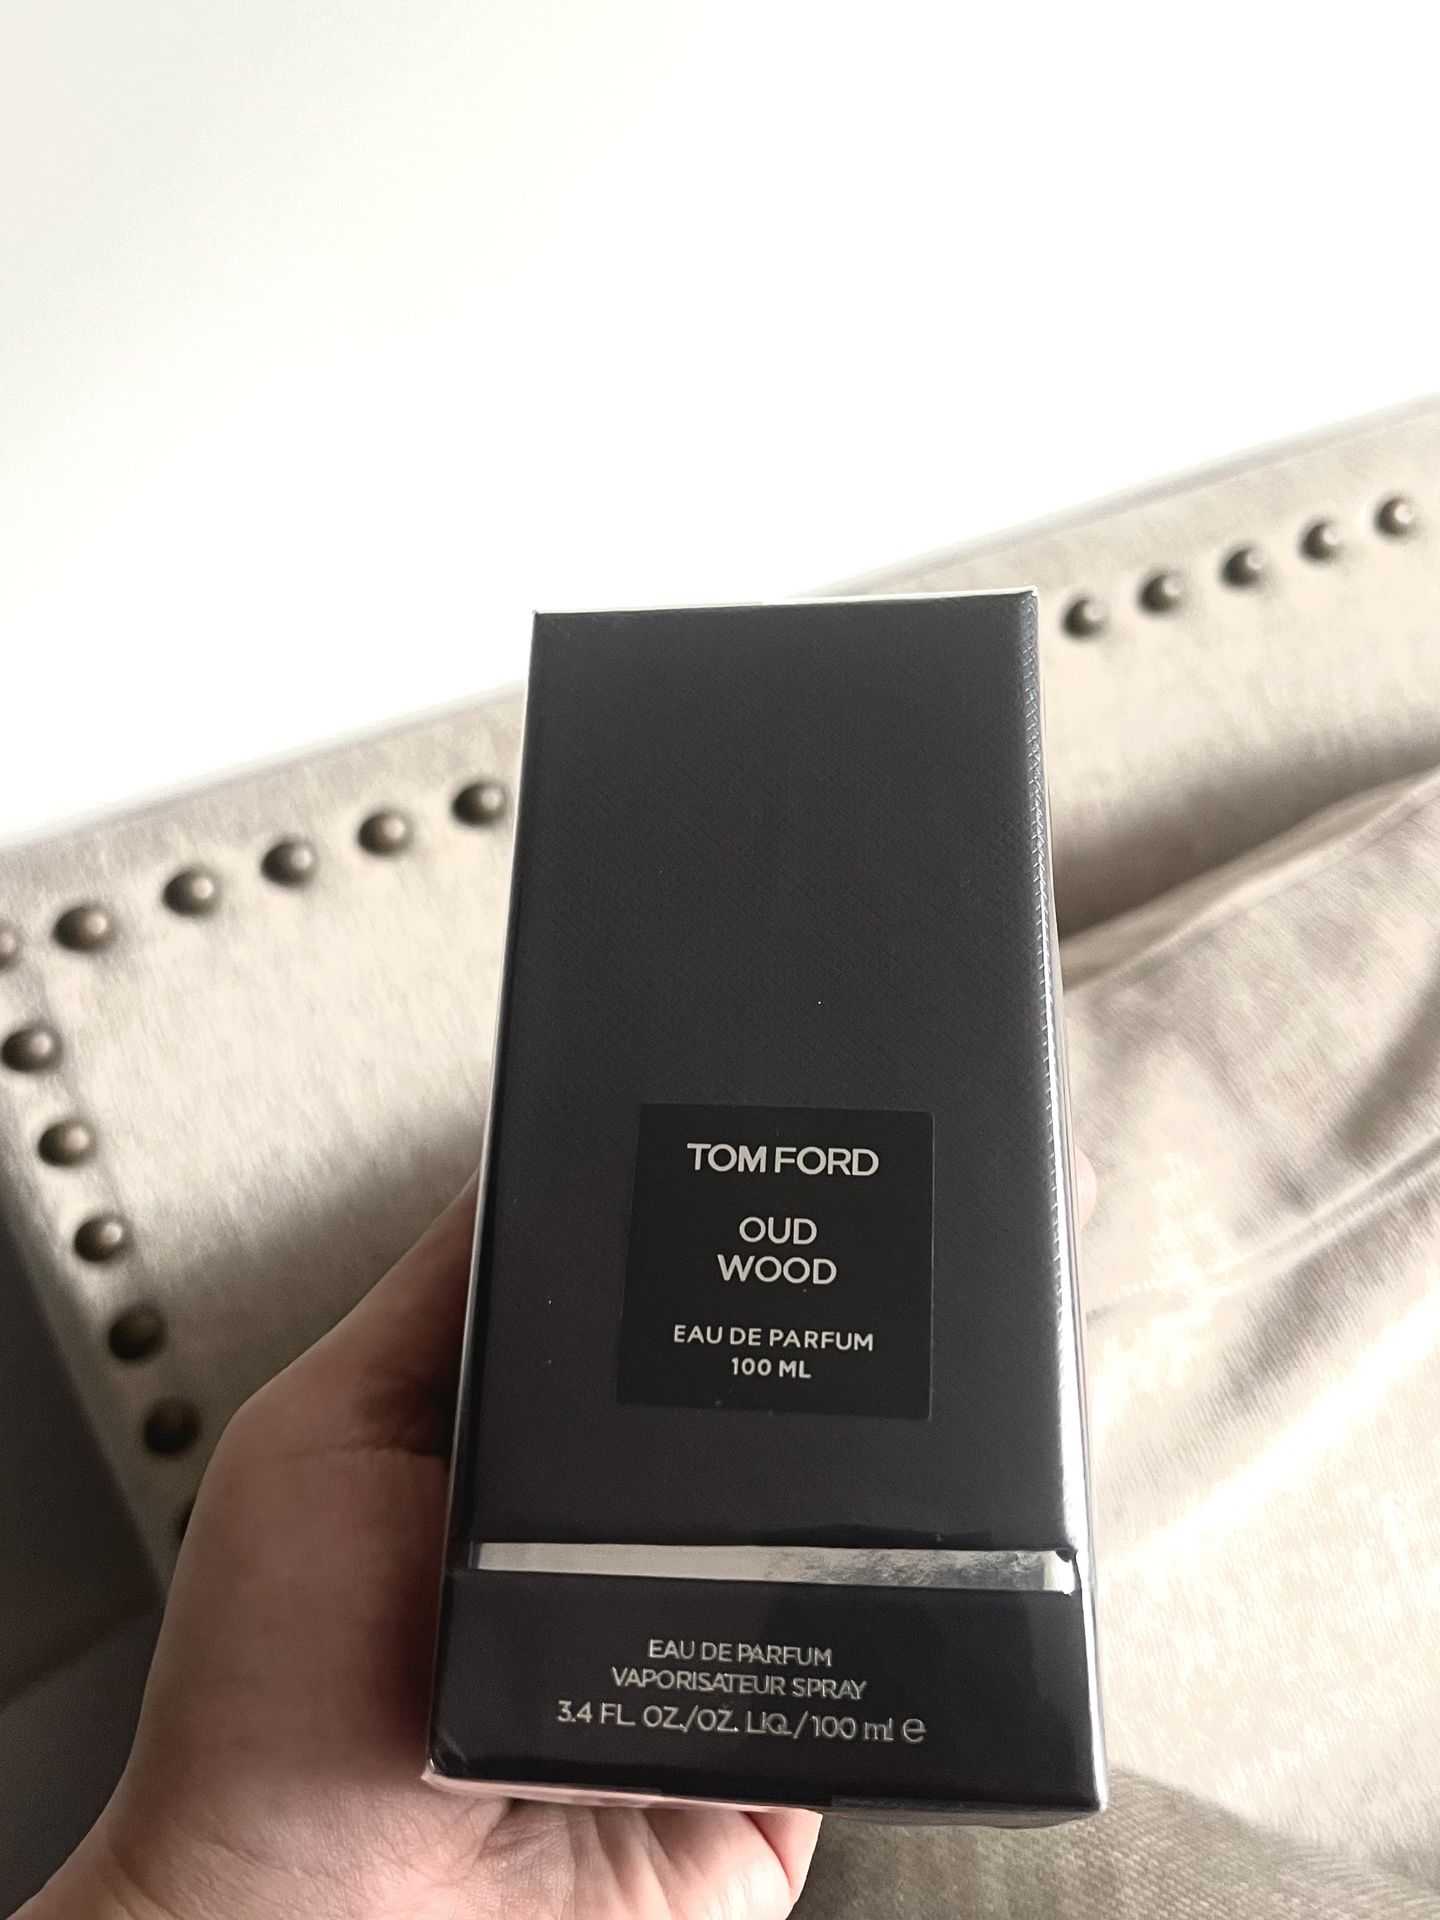 TOM FORD
OUD
WOOD
EAU DE PARFUM
100 ML
EAU DE PARFUM
VAPORISATEUR SPRAY
3.4 FL. OZ./OZ. LIQ./100 ml e